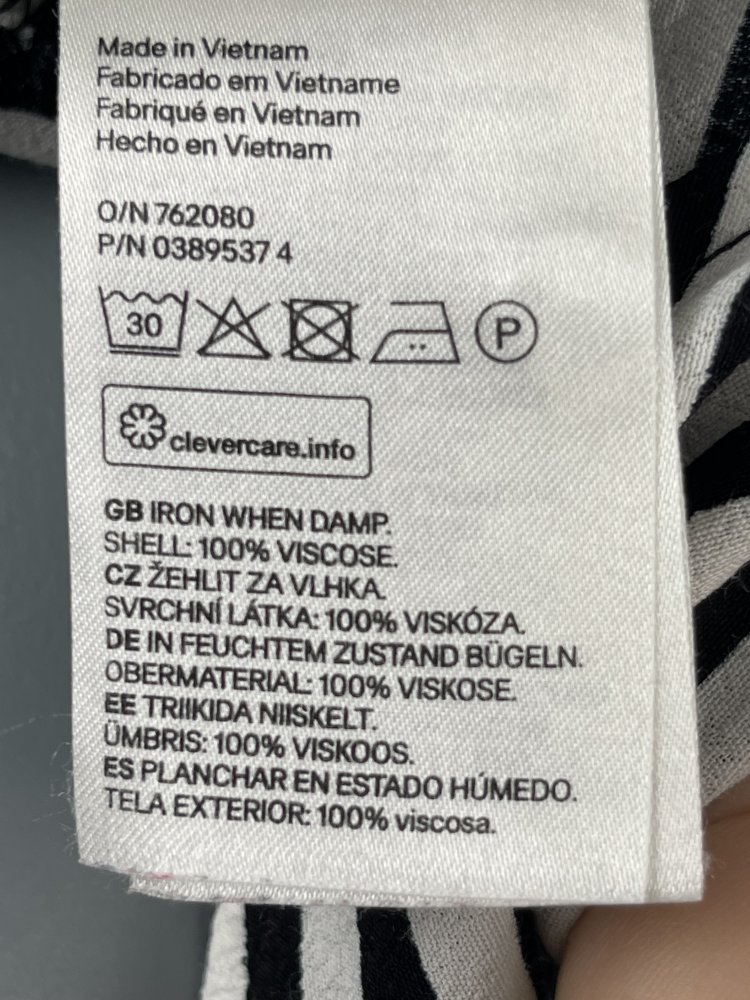 Made in Vietnam
Fabricado em Vietname
Fabriqué en Vietnam
Hecho en Vietnam
O/N 762080
P/N 0389537 4
30 P
clevercare.info
GB IRON WHEN DAMP.
SHELL: 100% VISCOSE.
CZ ŽEHLIT ZA VLHKA.
SVRCHNÍ LÁTKA: 100% VISKÓZA.
DE IN FEUCHTEM ZUSTAND BÜGELN.
OBERMATERIAL: 100% VISKOSE.
EE TRIIKIDA NIISKELT.
ÜMBRIS: 100% VISKOOS.
ES PLANCHAR EN ESTADO HÚMEDO.
TELA EXTERIOR: 100% viscosa.